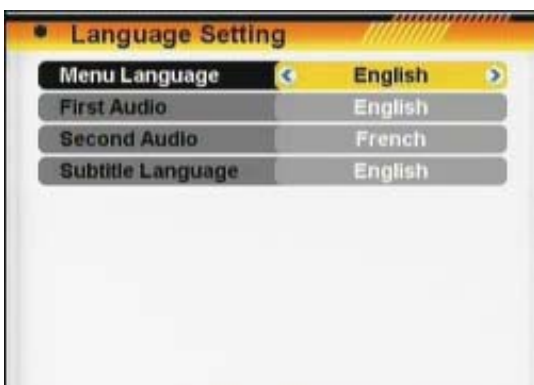 Language Setting
Menu Language English
First Audio English
Second Audio French
Subtitle Language English